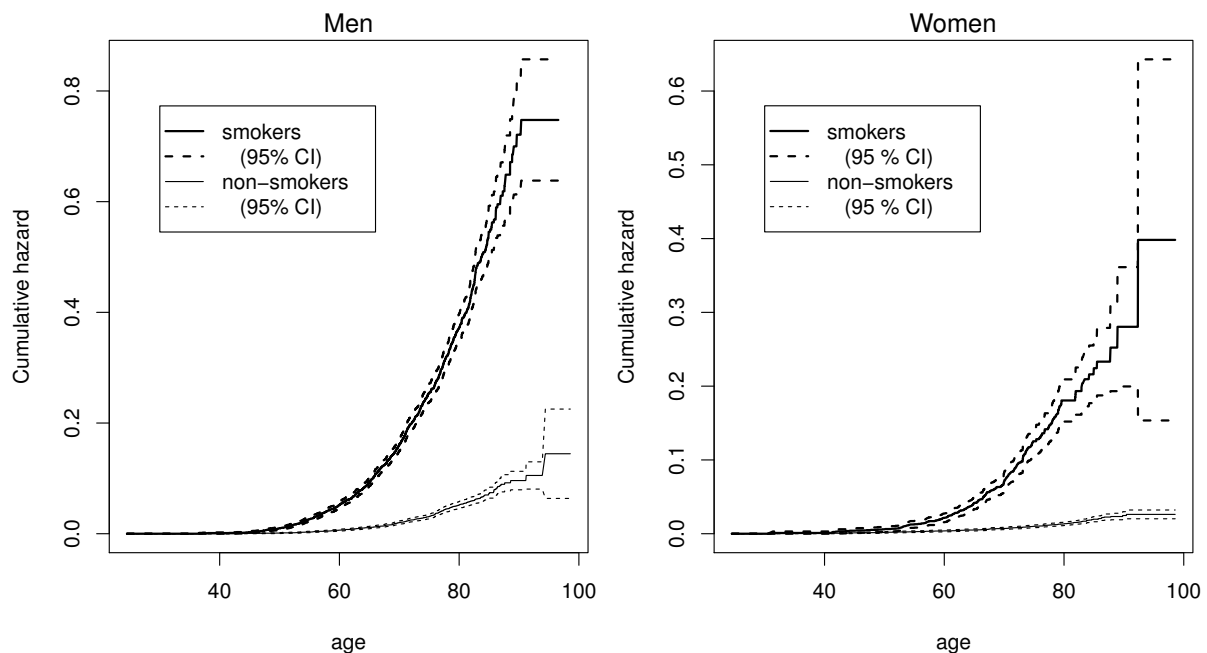 Men
Cumulative hazard
0.8
0.6
0.4
0.2
0.0
smokers
(95% CI)
non−smokers
(95% CI)
40 60 80 100
age
Women
Cumulative hazard
0.6
0.5
0.4
0.3
0.2
0.1
0.0
smokers
(95 % CI)
non−smokers
(95 % CI)
40 60 80 100
age